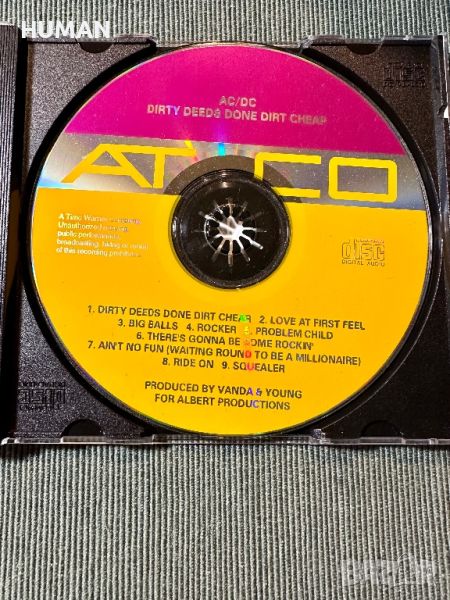 HUMAN
AC/DC
DIRTY DEEDS DONE DIRT CHEAP
ATCO
A Time Warner
Unauthorized
public performance,
broadcasting, hiring or rental
of this recording prohibited.
disc
DIGITAL AUDIO
1. DIRTY DEEDS DONE DIRT CHEAP 2. LOVE AT FIRST FEEL
3. BIG BALLS 4. ROCKER 5. PROBLEM CHILD
6. THERE'S GONNA BE SOME ROCKIN'
7. AIN'T NO FUN (WAITING ROUND TO BE A MILLIONAIRE)
8. RIDE ON 9. SQUEALER
PRODUCED BY VANDA & YOUNG
FOR ALBERT PRODUCTIONS